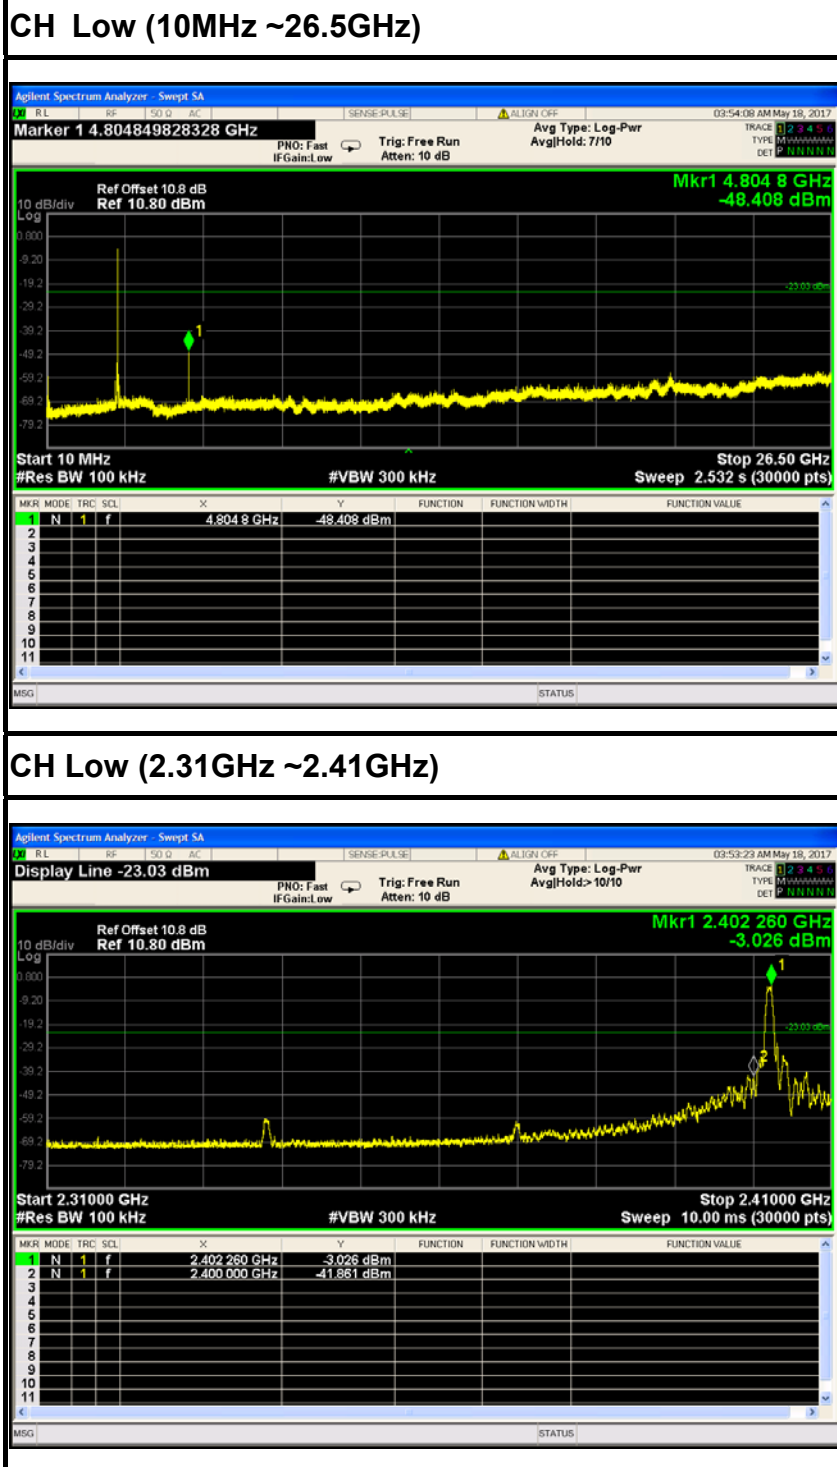 CH Low (10MHz ~26.5GHz)
Agilent Spectrum Analyzer - Swept SA
RL RF 50 Ω AC SENSE:PULSE ALIGN OFF 03:54:08 AM May 18, 2017
Marker 1 4.804849828328 GHz
PNO: Fast
IFGain:Low
Trig: Free Run
Atten: 10 dB
Avg Type: Log-Pwr
Avg|Hold: 7/10
TRACE 1 2 3 4 5 6
TYPE M
DET P N N N N N
Mkr1 4.804 8 GHz
-48.408 dBm
Ref Offset 10.8 dB
10 dB/div Ref 10.80 dBm
Log
0.800
-9.20
-19.2
-23.03 dBm
-29.2
-39.2
1
-49.2
-59.2
-69.2
-79.2
Start 10 MHz Stop 26.50 GHz
#Res BW 100 kHz #VBW 300 kHz Sweep 2.532 s (30000 pts)
MKR MODE TRC SCL X Y FUNCTION FUNCTION WIDTH FUNCTION VALUE
1 N 1 f 4.804 8 GHz -48.408 dBm
2
3
4
5
6
7
8
9
10
11
MSG STATUS
CH Low (2.31GHz ~2.41GHz)
Agilent Spectrum Analyzer - Swept SA
RL RF 50 Ω AC SENSE:PULSE ALIGN OFF 03:53:23 AM May 18, 2017
Display Line -23.03 dBm
PNO: Fast
IFGain:Low
Trig: Free Run
Atten: 10 dB
Avg Type: Log-Pwr
Avg|Hold:>10/10
TRACE 1 2 3 4 5 6
TYPE M
DET P N N N N N
Mkr1 2.402 260 GHz
-3.026 dBm
Ref Offset 10.8 dB
10 dB/div Ref 10.80 dBm
Log
1
0.800
-9.20
-19.2
-23.03 dBm
-29.2
2
-39.2
-49.2
-59.2
-69.2
-79.2
Start 2.31000 GHz Stop 2.41000 GHz
#Res BW 100 kHz #VBW 300 kHz Sweep 10.00 ms (30000 pts)
MKR MODE TRC SCL X Y FUNCTION FUNCTION WIDTH FUNCTION VALUE
1 N 1 f 2.402 260 GHz -3.026 dBm
2 N 1 f 2.400 000 GHz -41.861 dBm
3
4
5
6
7
8
9
10
11
MSG STATUS